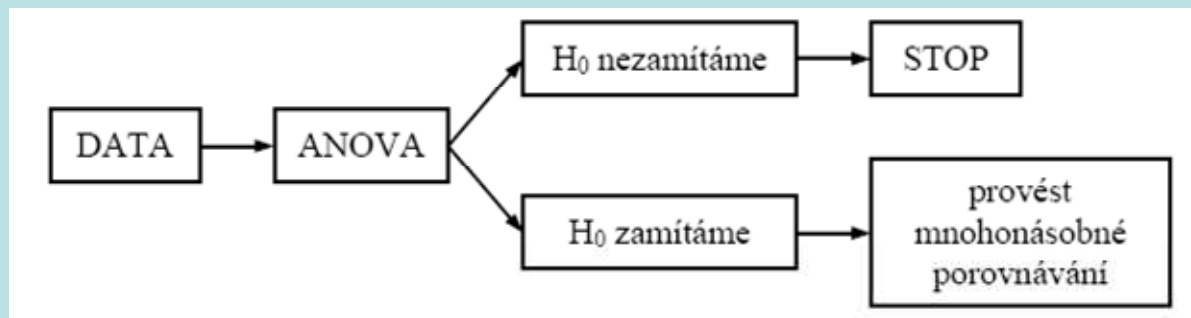 DATA
ANOVA
H₀ nezamítáme
STOP
H₀ zamítáme
provést
mnohonásobné
porovnávání